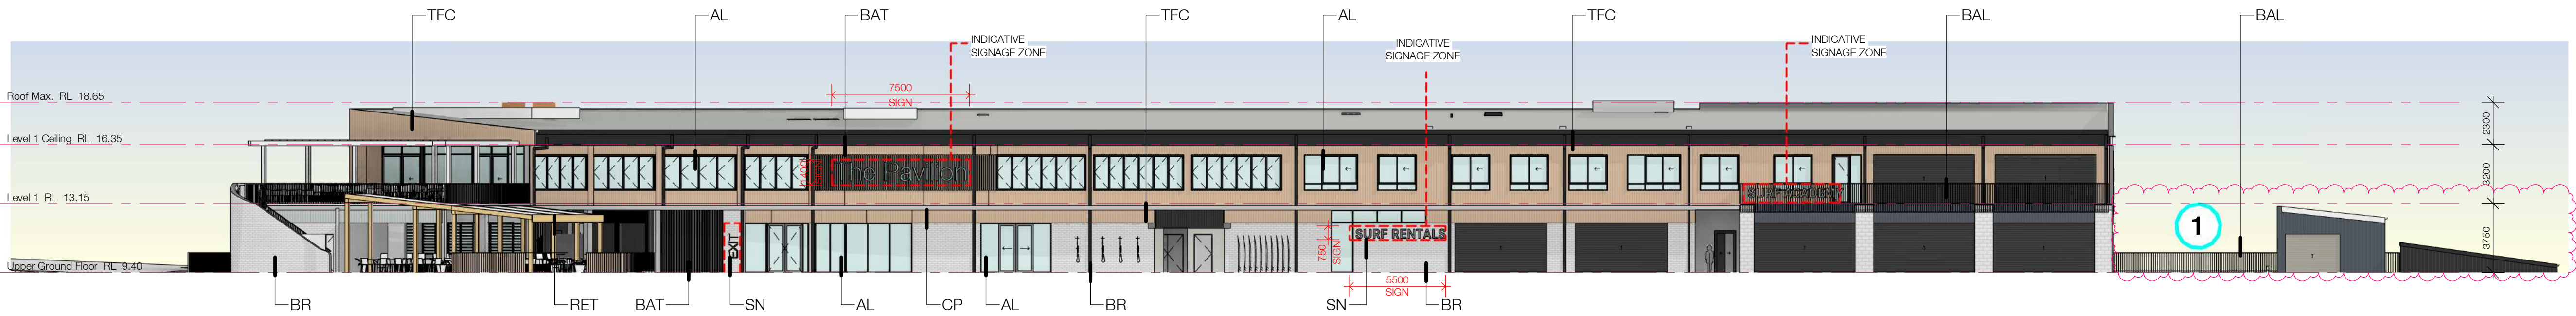 TFC
AL
BAT
TFC
AL
TFC
BAL
BAL
INDICATIVE
SIGNAGE ZONE
INDICATIVE
SIGNAGE ZONE
INDICATIVE
SIGNAGE ZONE
7500
SIGN
Roof Max. RL 18.65
2300
Level 1 Ceiling RL 16.35
1400
SIGN
The Pavilion
3200
Level 1 RL 13.15
1
EXIT
750
SIGN
SURF RENTALS
3750
Upper Ground Floor RL 9.40
5500
SIGN
BR
RET
BAT
SN
AL
CP
AL
BR
SN
BR